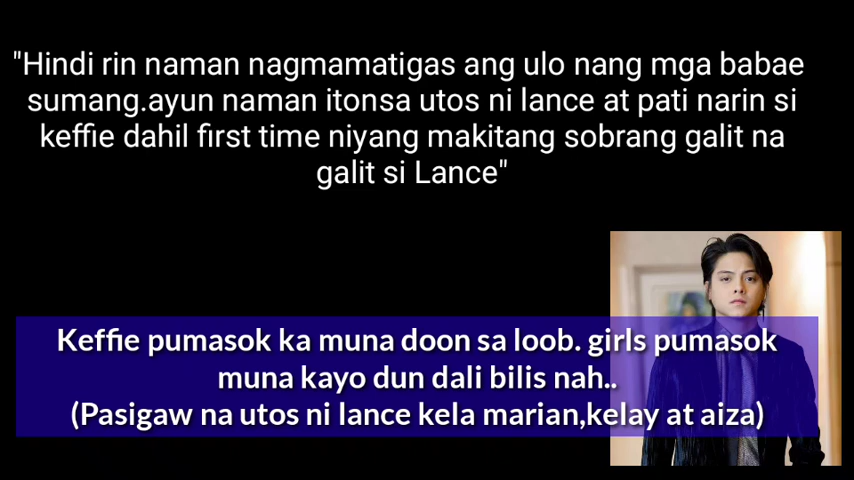 "Hindi rin naman nagmamatigas ang ulo nang mga babae
sumang.ayun naman itonsa utos ni lance at pati narin si
keffie dahil first time niyang makitang sobrang galit na
galit si Lance"
Keffie pumasok ka muna doon sa loob. girls pumasok
muna kayo dun dali bilis nah..
(Pasigaw na utos ni lance kela marian,kelay at aiza)